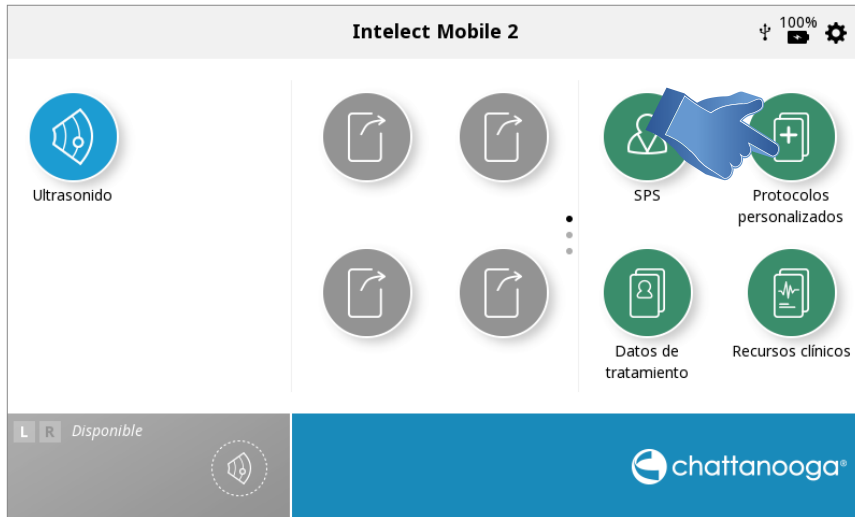 Intelect Mobile 2
100%
Ultrasonido
SPS
Protocolos
personalizados
Datos de
tratamiento
Recursos clínicos
L R Disponible
chattanooga®